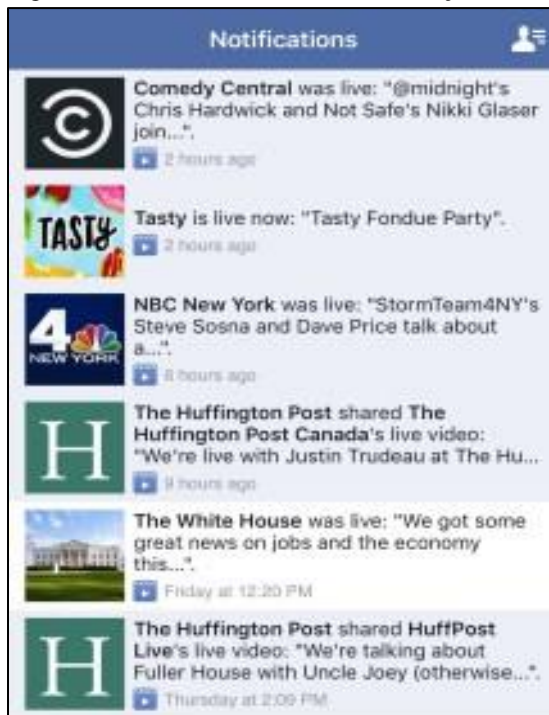 Notifications
Comedy Central was live: "@midnight's
Chris Hardwick and Not Safe's Nikki Glaser
join...".
2 hours ago
TASTY
Tasty is live now: "Tasty Fondue Party".
2 hours ago
4
NEW YORK
NBC New York was live: "StormTeam4NY's
Steve Sosna and Dave Price talk about
a...".
6 hours ago
H
The Huffington Post shared The
Huffington Post Canada's live video:
"We're live with Justin Trudeau at The Hu...
9 hours ago
The White House was live: "We got some
great news on jobs and the economy
this...".
Friday at 12:20 PM
H
The Huffington Post shared HuffPost
Live's live video: "We're talking about
Fuller House with Uncle Joey (otherwise...".
Thursday at 2:09 PM